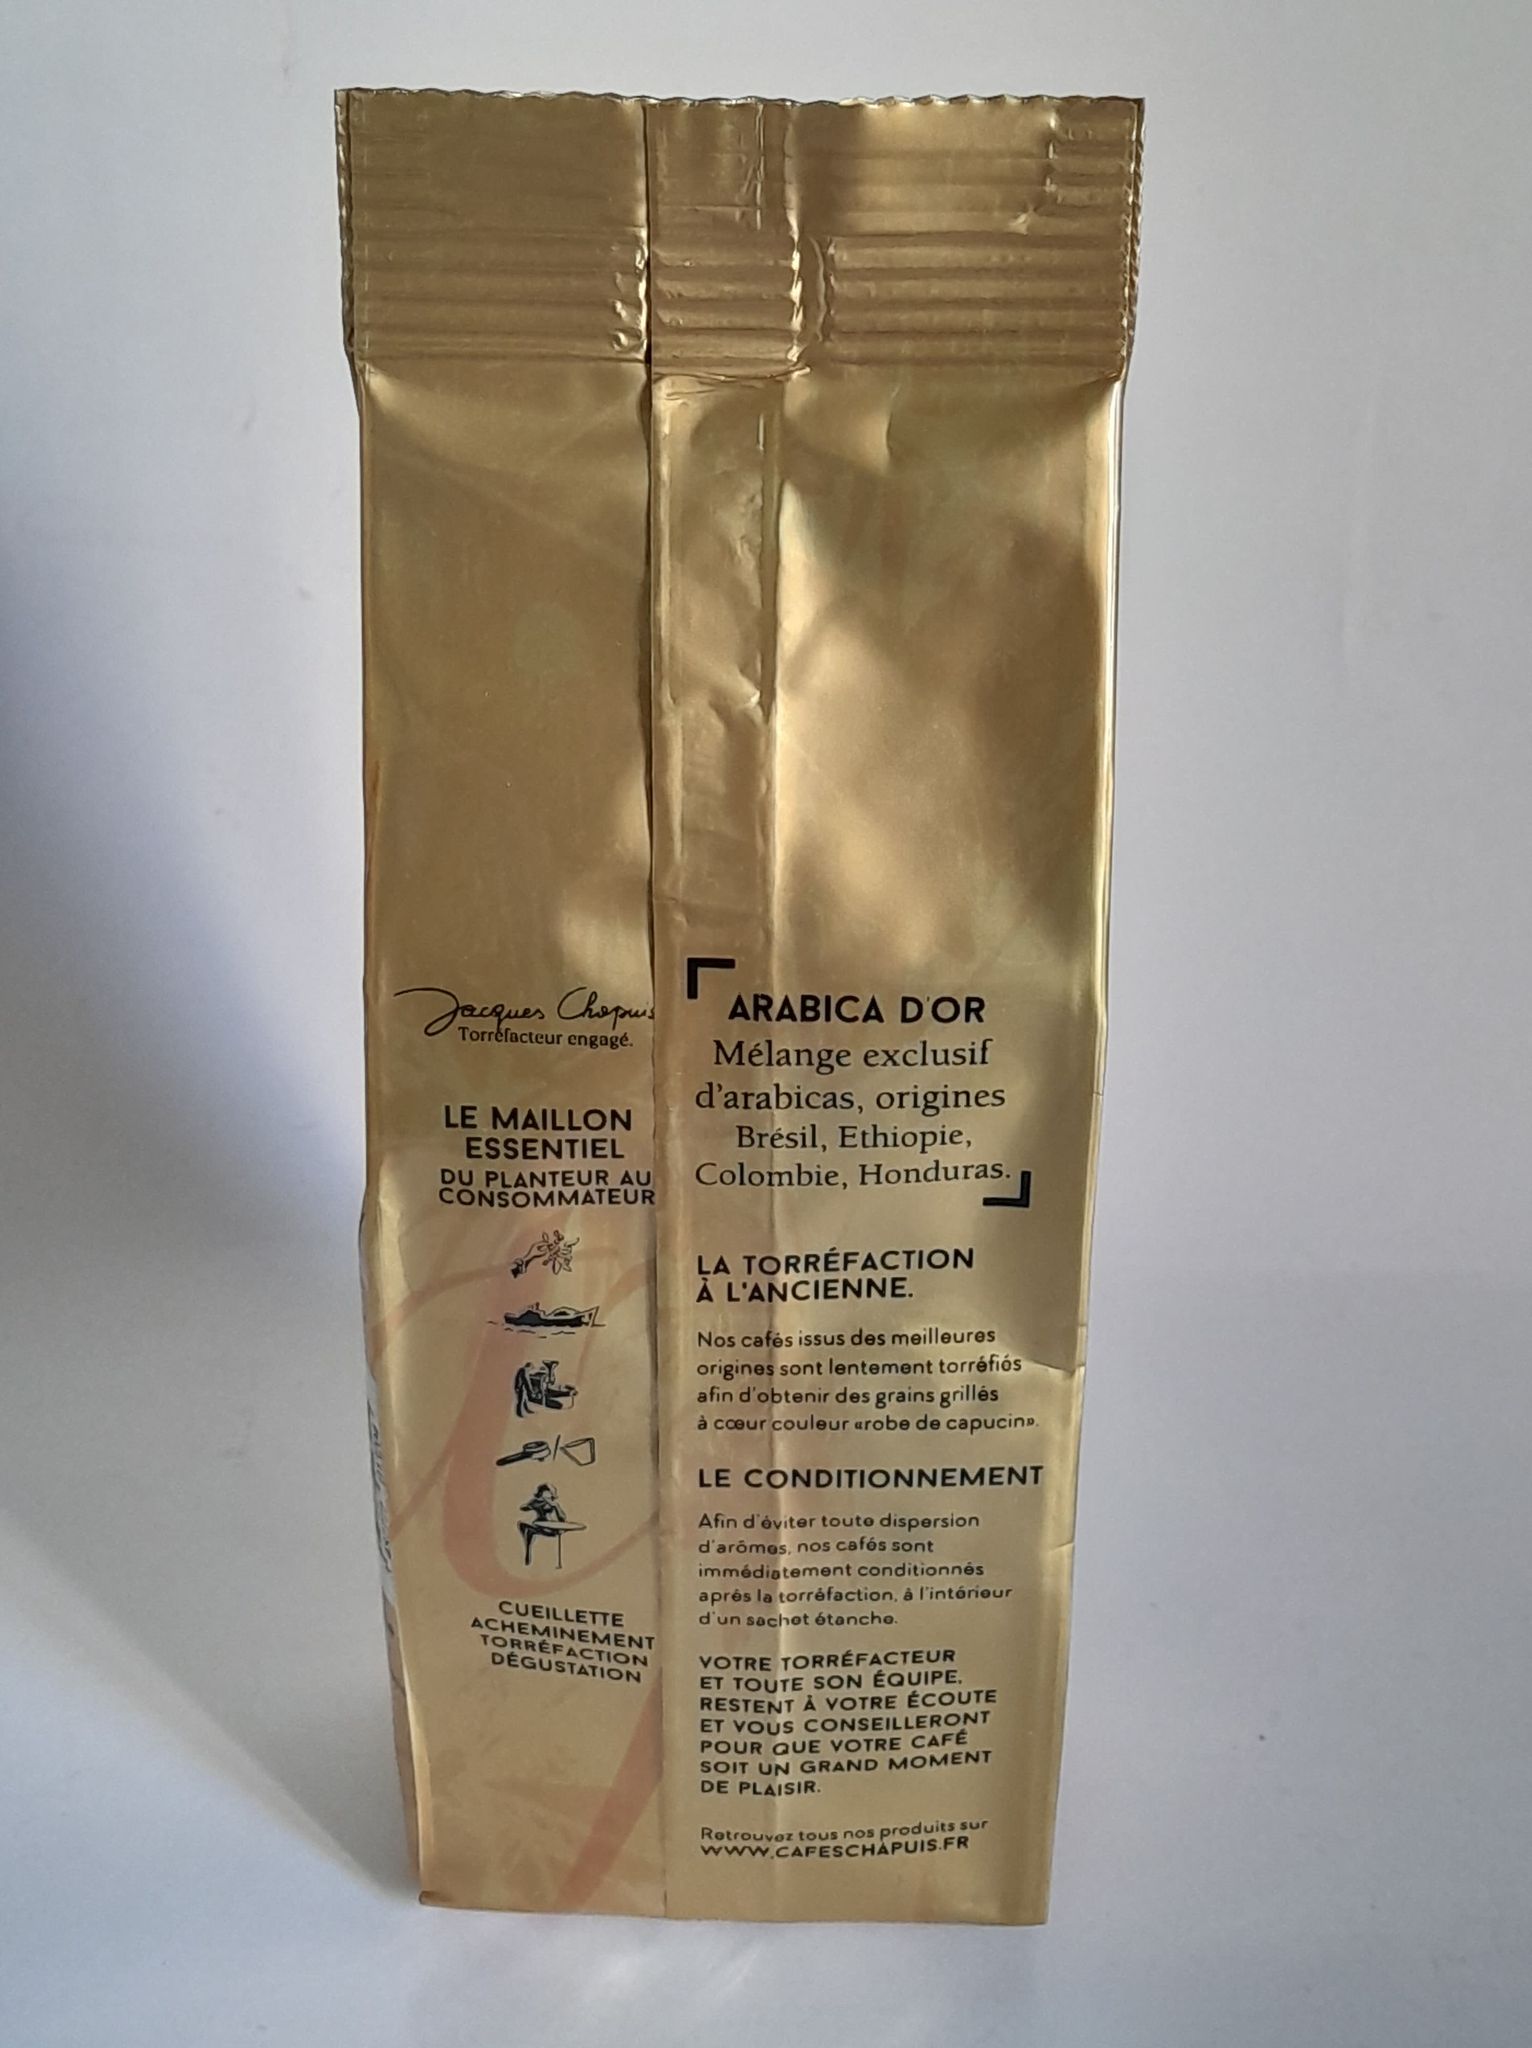 Jacques Chapuis
Torréfacteur engagé.
LE MAILLON
ESSENTIEL
DU PLANTEUR AU
CONSOMMATEUR
CUEILLETTE
ACHEMINEMENT
TORRÉFACTION
DÉGUSTATION
ARABICA D'OR
Mélange exclusif
d'arabicas, origines
Brésil, Ethiopie,
Colombie, Honduras.
LA TORRÉFACTION
À L'ANCIENNE.
Nos cafés issus des meilleures
origines sont lentement torréfiés
afin d'obtenir des grains grillés
à cœur couleur «robe de capucin».
LE CONDITIONNEMENT
Afin d'éviter toute dispersion
d'arômes, nos cafés sont
immédiatement conditionnés
après la torréfaction, à l'intérieur
d'un sachet étanche.
VOTRE TORRÉFACTEUR
ET TOUTE SON ÉQUIPE,
RESTENT À VOTRE ÉCOUTE
ET VOUS CONSEILLERONT
POUR QUE VOTRE CAFÉ
SOIT UN GRAND MOMENT
DE PLAISIR.
Retrouvez tous nos produits sur
WWW.CAFESCHAPUIS.FR